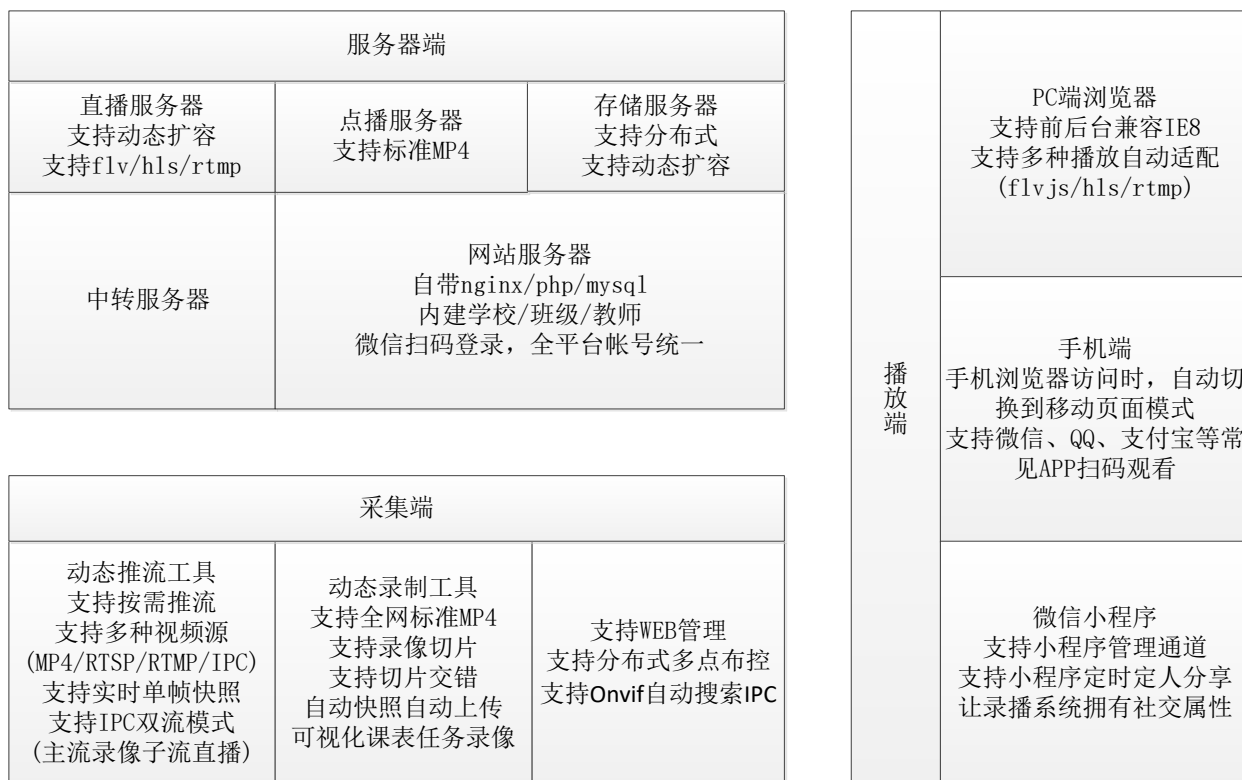 服务器端
直播服务器
支持动态扩容
支持flv/hls/rtmp
点播服务器
支持标准MP4
存储服务器
支持分布式
支持动态扩容
中转服务器
网站服务器
自带nginx/php/mysql
内建学校/班级/教师
微信扫码登录，全平台帐号统一
采集端
动态推流工具
支持按需推流
支持多种视频源
(MP4/RTSP/RTMP/IPC)
支持实时单帧快照
支持IPC双流模式
(主流录像子流直播)
动态录制工具
支持全网标准MP4
支持录像切片
支持切片交错
自动快照自动上传
可视化课表任务录像
支持WEB管理
支持分布式多点布控
支持Onvif自动搜索IPC
播放端
PC端浏览器
支持前后台兼容IE8
支持多种播放自动适配
(flvjs/hls/rtmp)
手机端
手机浏览器访问时，自动切
换到移动页面模式
支持微信、QQ、支付宝等常
见APP扫码观看
微信小程序
支持小程序管理通道
支持小程序定时定人分享
让录播系统拥有社交属性